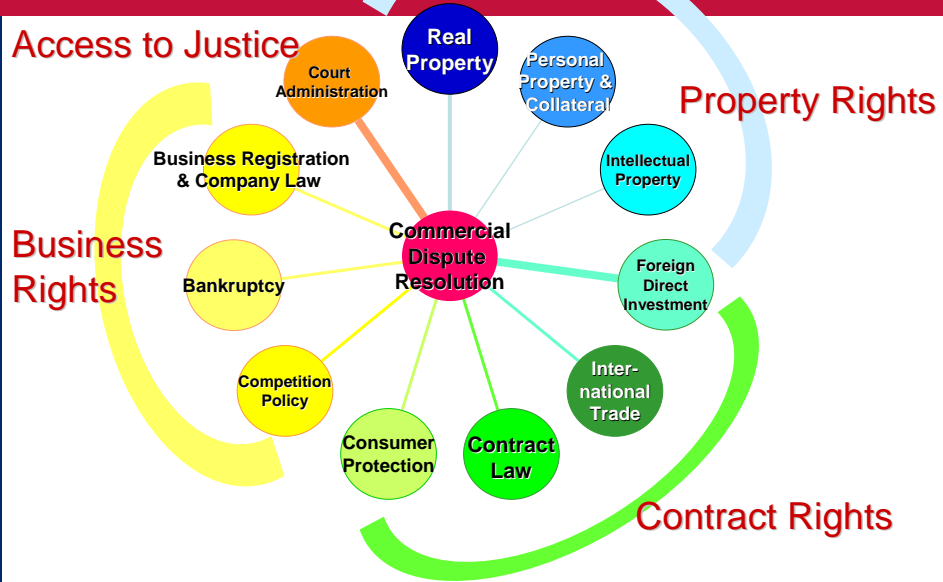 Access to Justice
Real
Property
Court
Administration
Personal
Property &
Collateral
Property Rights
Business Registration
& Company Law
Intellectual
Property
Commercial
Dispute
Resolution
Business
Rights
Bankruptcy
Foreign
Direct
Investment
Competition
Policy
Inter-
national
Trade
Consumer
Protection
Contract
Law
Contract Rights